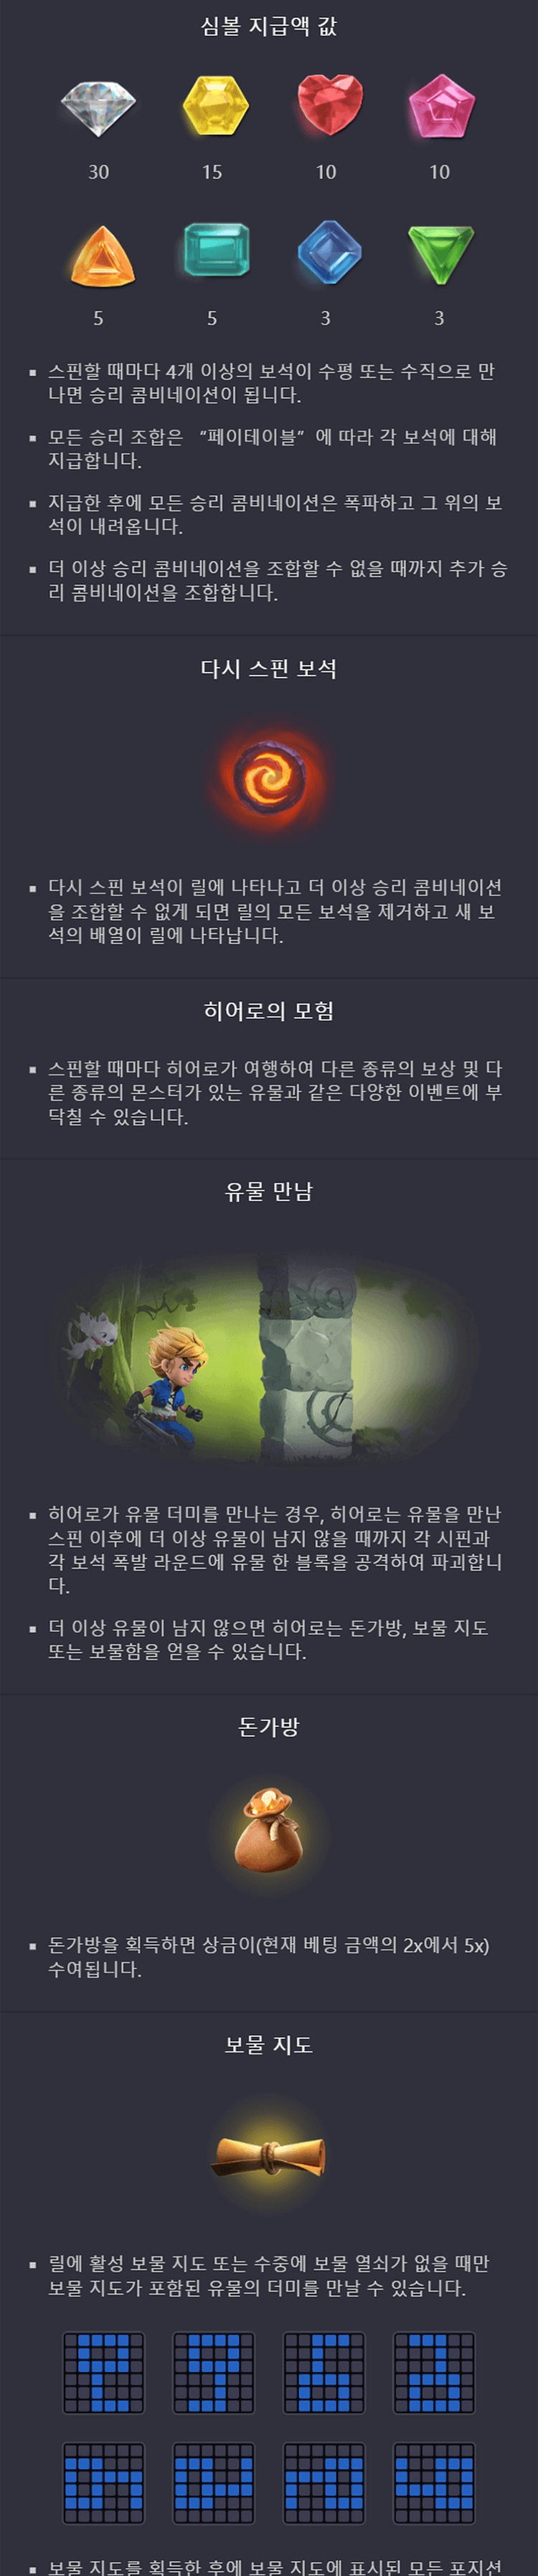 심볼 지급액 값
30 15 10 10
5 5 3 3
▪ 스핀할 때마다 4개 이상의 보석이 수평 또는 수직으로 만
나면 승리 콤비네이션이 됩니다.
▪ 모든 승리 조합은 “페이테이블” 에 따라 각 보석에 대해
지급합니다.
▪ 지급한 후에 모든 승리 콤비네이션은 폭파하고 그 위의 보
석이 내려옵니다.
▪ 더 이상 승리 콤비네이션을 조합할 수 없을 때까지 추가 승
리 콤비네이션을 조합합니다.
다시 스핀 보석
▪ 다시 스핀 보석이 릴에 나타나고 더 이상 승리 콤비네이션
을 조합할 수 없게 되면 릴의 모든 보석을 제거하고 새 보
석의 배열이 릴에 나타납니다.
히어로의 모험
▪ 스핀할 때마다 히어로가 여행하여 다른 종류의 보상 및 다
른 종류의 몬스터가 있는 유물과 같은 다양한 이벤트에 부
닥칠 수 있습니다.
유물 만남
▪ 히어로가 유물 더미를 만나는 경우, 히어로는 유물을 만난
스핀 이후에 더 이상 유물이 남지 않을 때까지 각 시핀과
각 보석 폭발 라운드에 유물 한 블록을 공격하여 파괴합니
다.
▪ 더 이상 유물이 남지 않으면 히어로는 돈가방, 보물 지도
또는 보물함을 얻을 수 있습니다.
돈가방
▪ 돈가방을 획득하면 상금이(현재 베팅 금액의 2x에서 5x)
수여됩니다.
보물 지도
▪ 릴에 활성 보물 지도 또는 수중에 보물 열쇠가 없을 때만
보물 지도가 포함된 유물의 더미를 만날 수 있습니다.
▪ 보물 지도를 획득한 후에 보물 지도에 표시된 모든 포지션